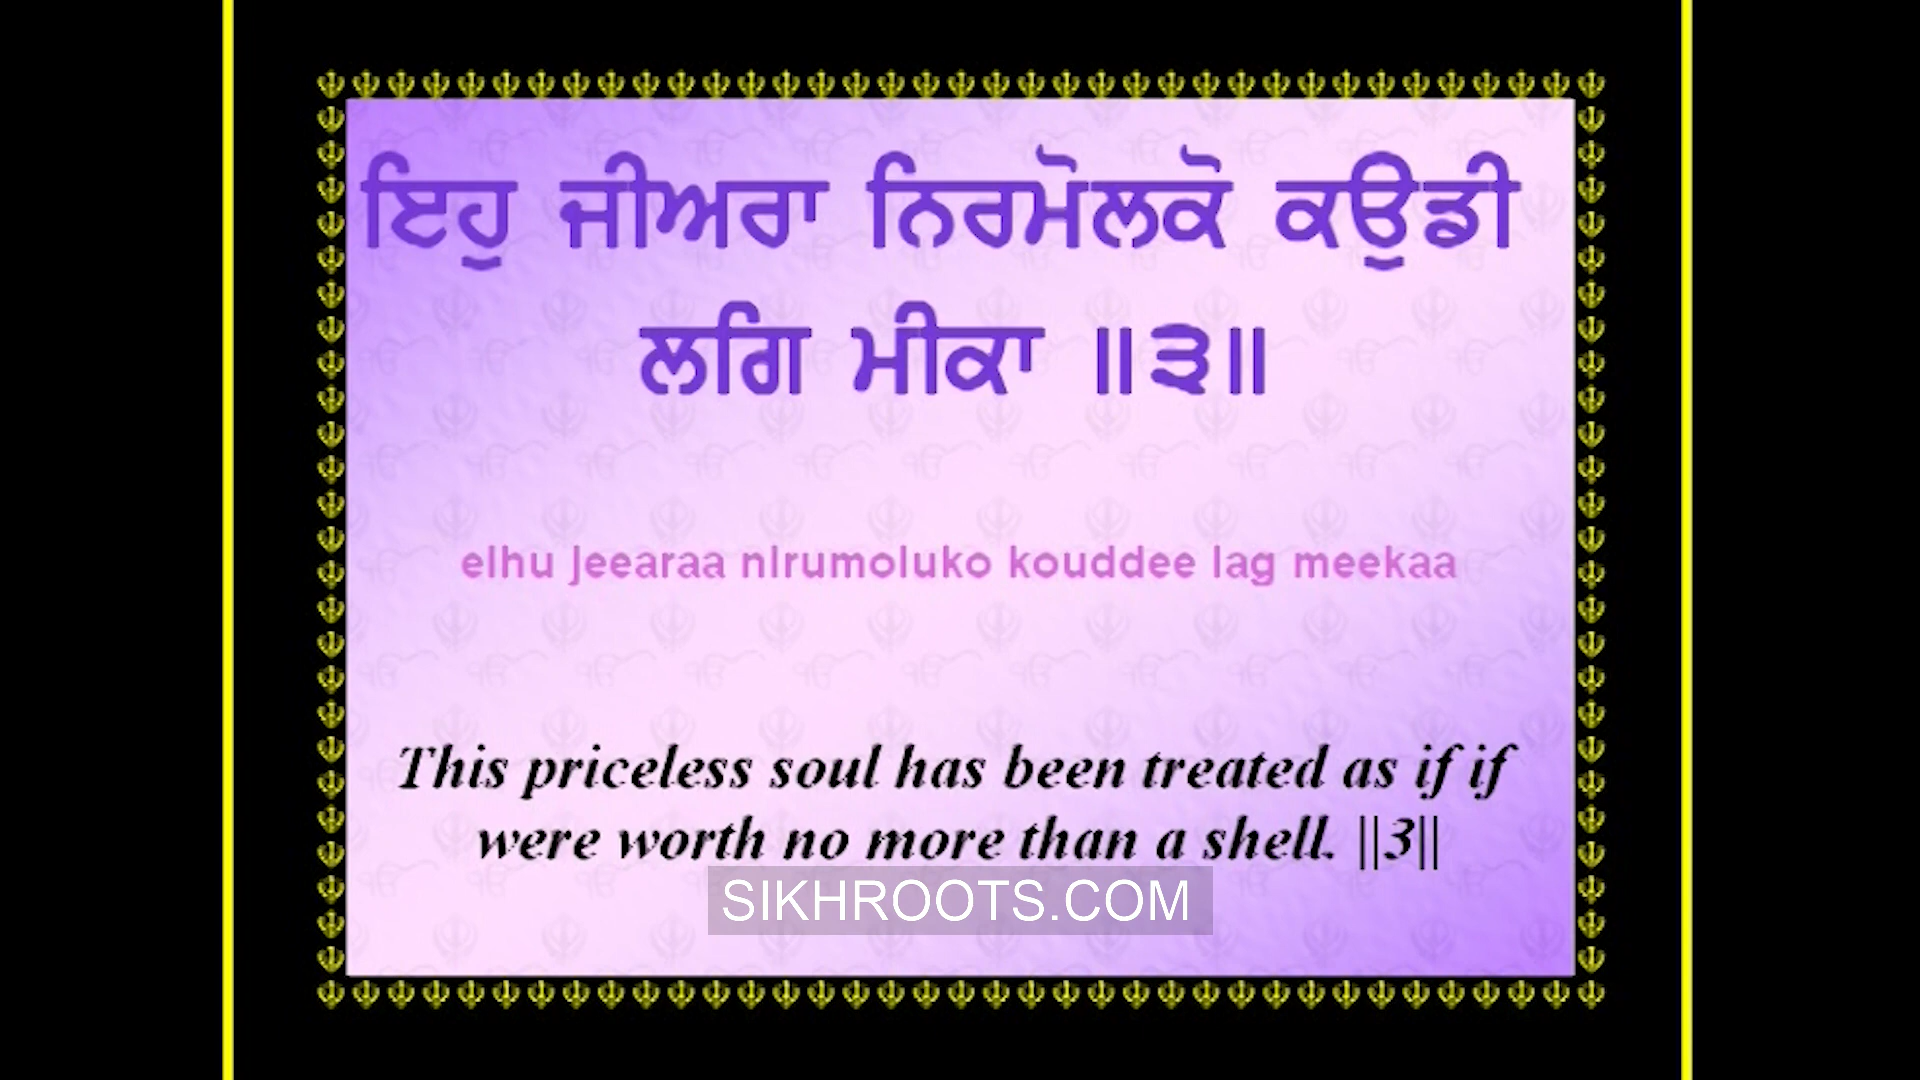 ਇਹੁ ਜੀਅਰਾ ਨਿਰਮੋਲਕੋ ਕਉਡੀ
ਲਗਿ ਮੀਕਾ ॥੩॥
eihu jeearaa nirumoluko kouddee lag meekaa
This priceless soul has been treated as if if
were worth no more than a shell. ||3||
SIKHROOTS.COM